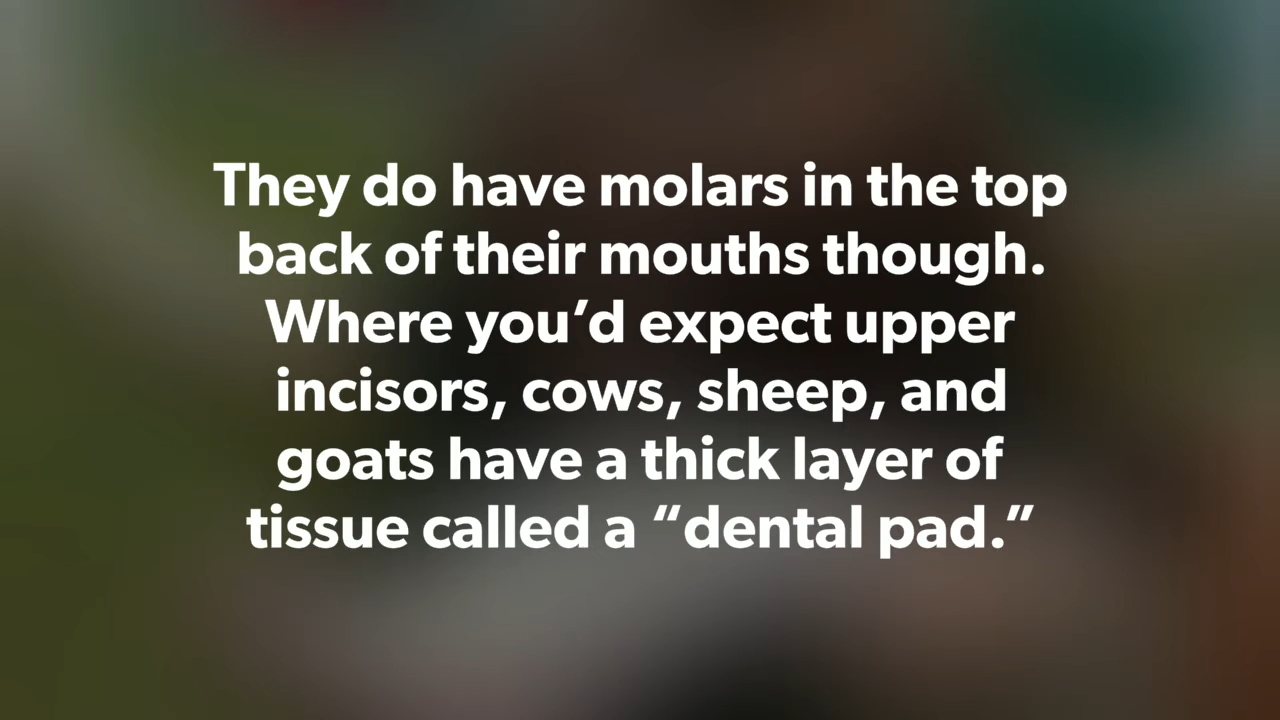 They do have molars in the top
back of their mouths though.
Where you’d expect upper
incisors, cows, sheep, and
goats have a thick layer of
tissue called a “dental pad.”